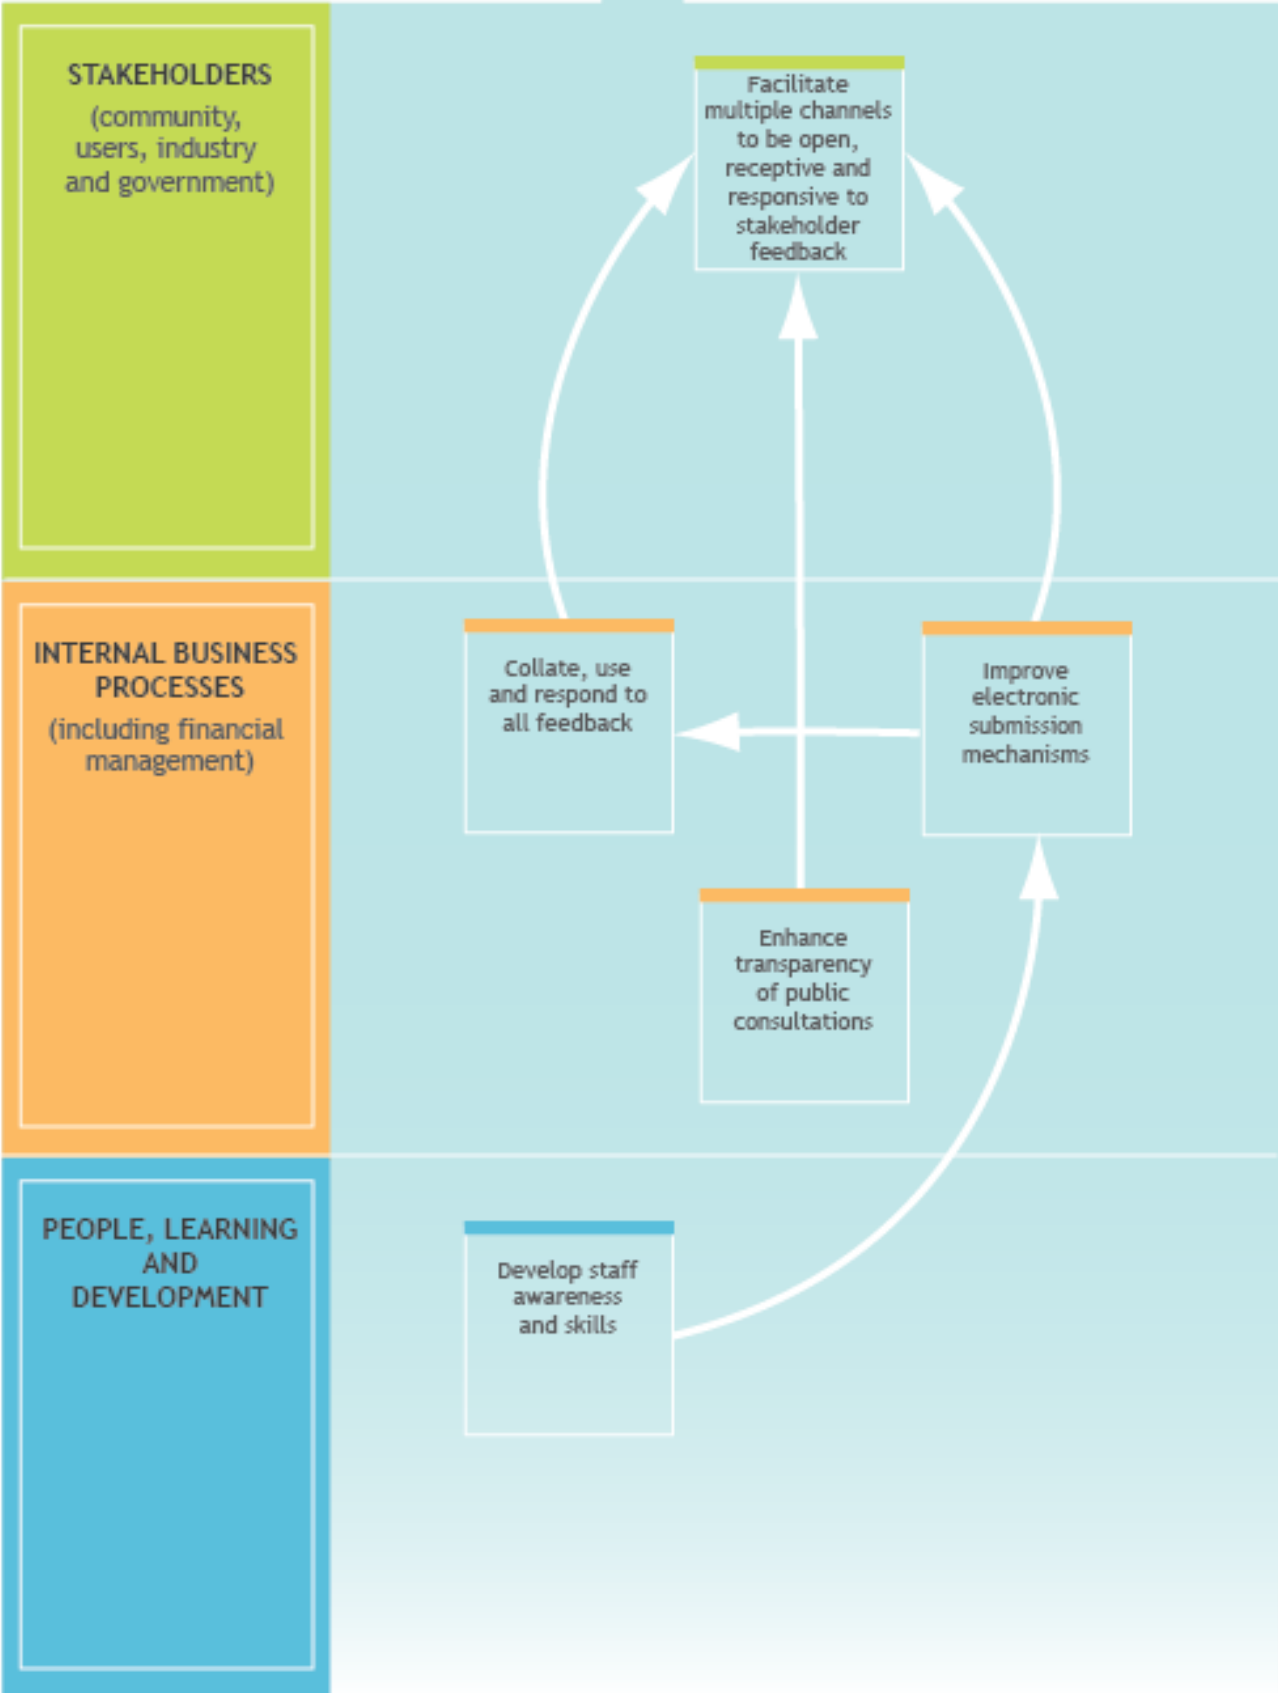 STAKEHOLDERS
(community,
users, industry
and government)
Facilitate
multiple channels
to be open,
receptive and
responsive to
stakeholder
feedback
INTERNAL BUSINESS
PROCESSES
(including financial
management)
Collate, use
and respond to
all feedback
Improve
electronic
submission
mechanisms
Enhance
transparency
of public
consultations
PEOPLE, LEARNING
AND
DEVELOPMENT
Develop staff
awareness
and skills